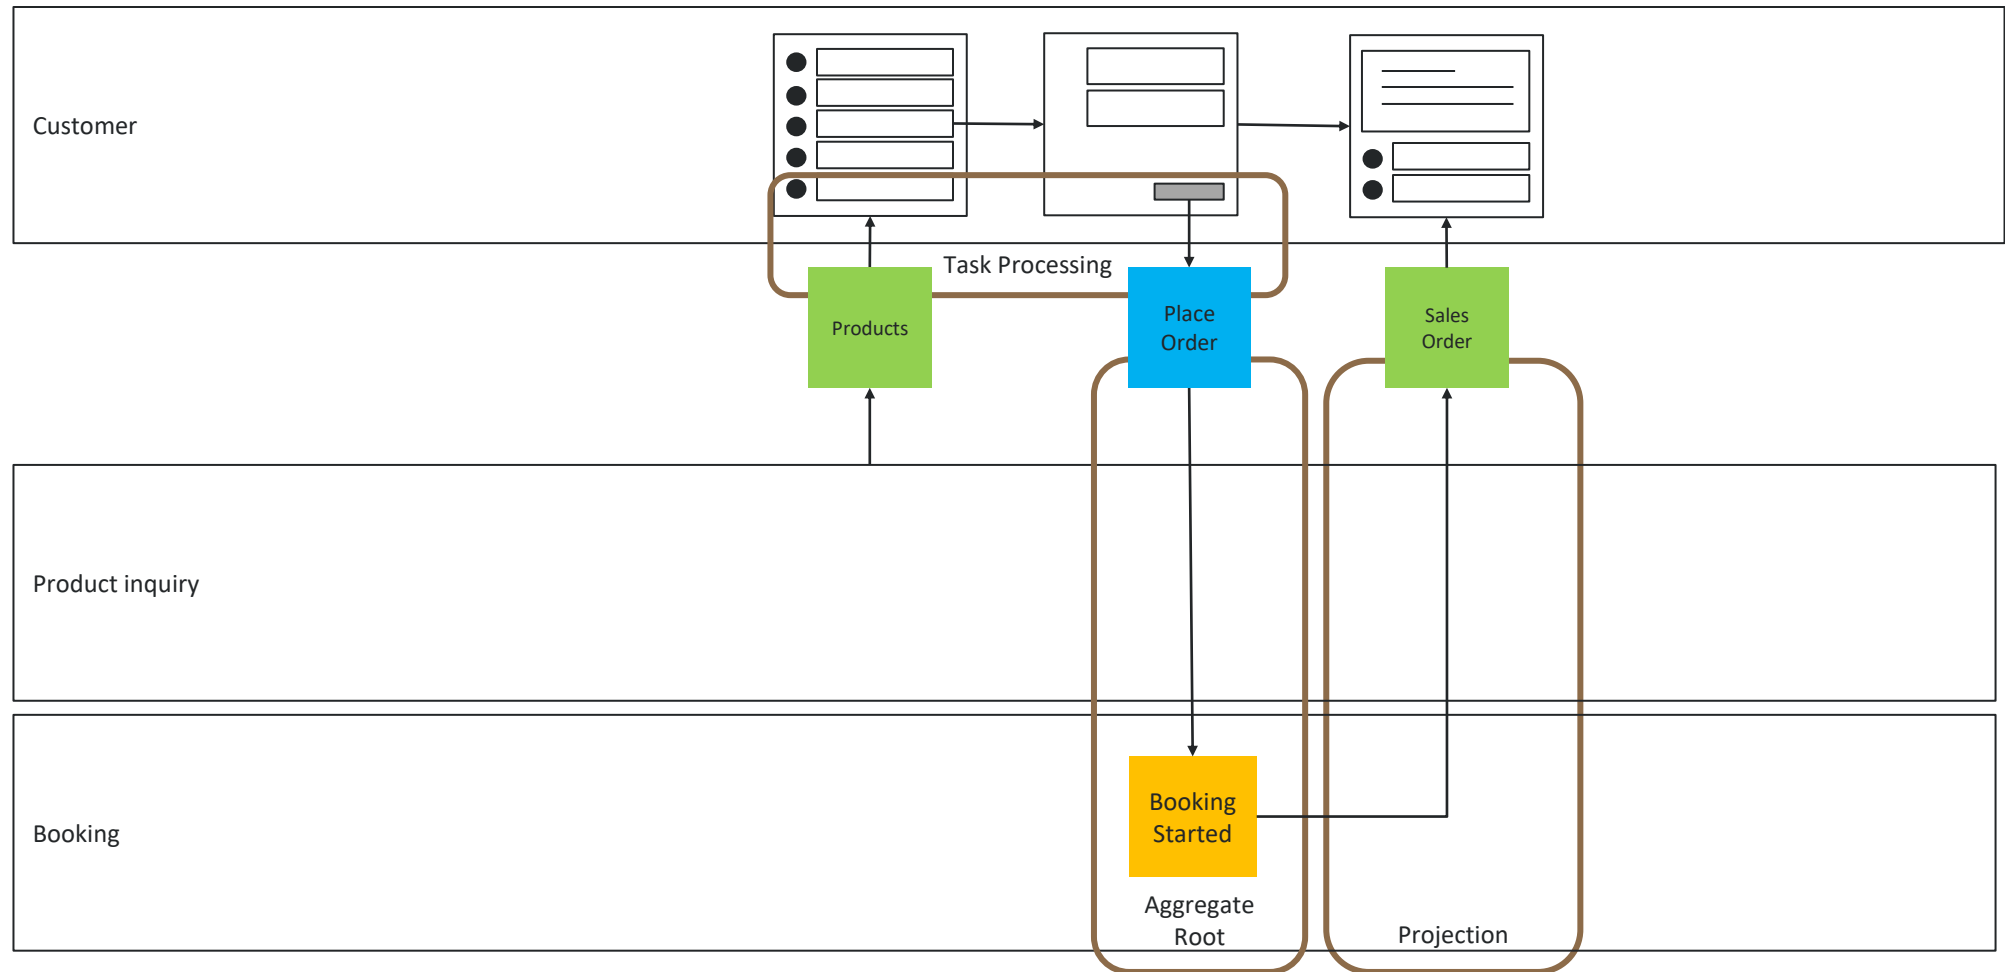 Customer
Task Processing
Products
Place
Order
Sales
Order
Product inquiry
Booking
Booking
Started
Aggregate
Root
Projection